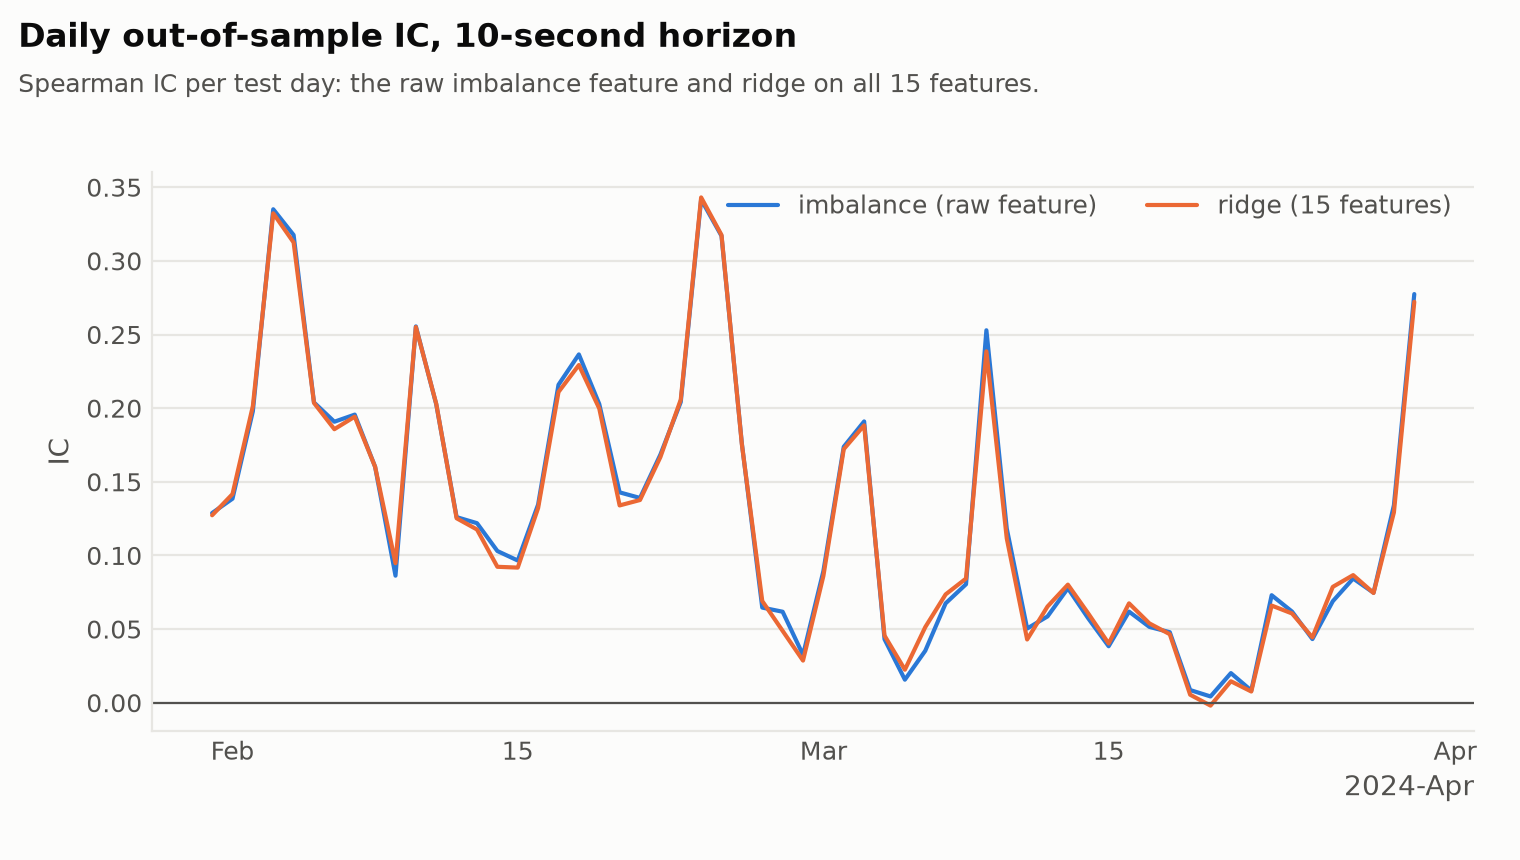 Daily out-of-sample IC, 10-second horizon
Spearman IC per test day: the raw imbalance feature and ridge on all 15 features.
imbalance (raw feature) ridge (15 features)
0.35
0.30
0.25
0.20
0.15
0.10
0.05
0.00
IC
Feb 15 Mar 15 Apr
2024-Apr